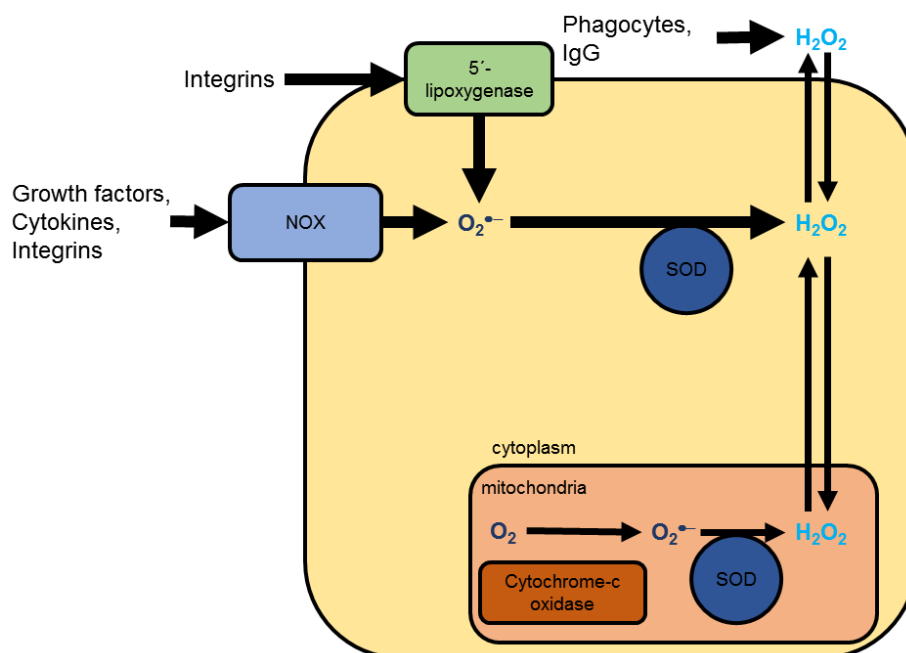 Phagocytes,
IgG
H₂O₂
Integrins
5´-
lipoxygenase
Growth factors,
Cytokines,
Integrins
NOX
O₂•–
H₂O₂
SOD
cytoplasm
mitochondria
O₂
O₂•–
H₂O₂
Cytochrome-c
oxidase
SOD